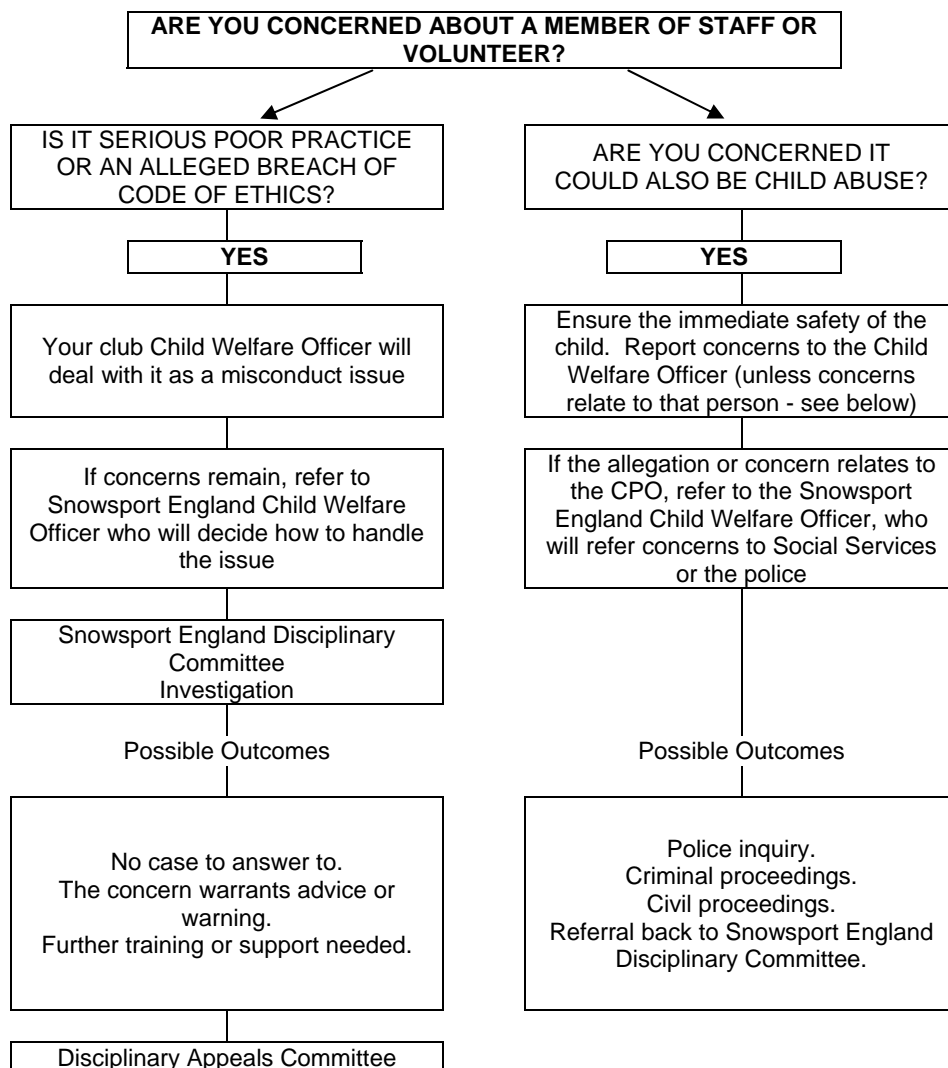 ARE YOU CONCERNED ABOUT A MEMBER OF STAFF OR
VOLUNTEER?
IS IT SERIOUS POOR PRACTICE
OR AN ALLEGED BREACH OF
CODE OF ETHICS?
YES
Your club Child Welfare Officer will
deal with it as a misconduct issue
If concerns remain, refer to
Snowsport England Child Welfare
Officer who will decide how to handle
the issue
Snowsport England Disciplinary
Committee
Investigation
Possible Outcomes
No case to answer to.
The concern warrants advice or
warning.
Further training or support needed.
Disciplinary Appeals Committee
ARE YOU CONCERNED IT
COULD ALSO BE CHILD ABUSE?
YES
Ensure the immediate safety of the
child.  Report concerns to the Child
Welfare Officer (unless concerns
relate to that person - see below)
If the allegation or concern relates to
the CPO, refer to the Snowsport
England Child Welfare Officer, who
will refer concerns to Social Services
or the police
Possible Outcomes
Police inquiry.
Criminal proceedings.
Civil proceedings.
Referral back to Snowsport England
Disciplinary Committee.